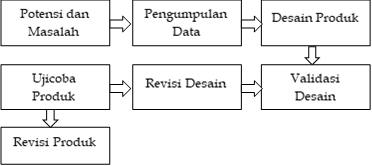 Potensi dan
Masalah
Pengumpulan
Data
Desain Produk
Ujicoba
Produk
Revisi Desain
Validasi
Desain
Revisi Produk